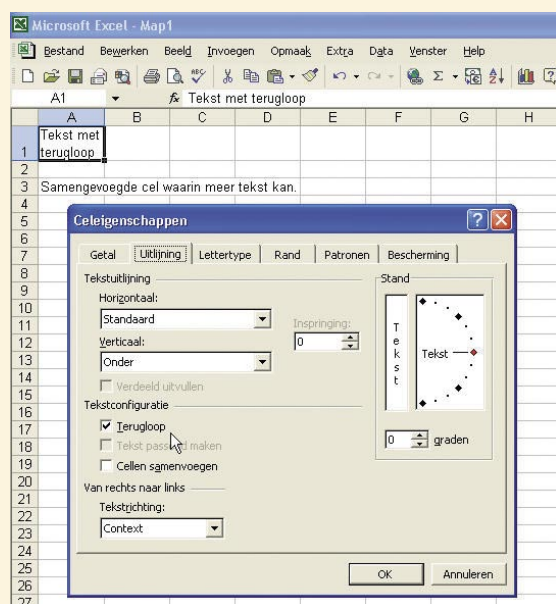 Microsoft Excel - Map1
Bestand Bewerken Beeld Invoegen Opmaak Extra Data Venster Help
A1 fx Tekst met terugloop
A B C D E F G H
1 Tekst met
terugloop
2
3 Samengevoegde cel waarin meer tekst kan.
4
5
6
7
8
9
10
11
12
13
14
15
16
17
18
19
20
21
22
23
24
25
26
27
Celeigenschappen
Getal Uitlijning Lettertype Rand Patronen Bescherming
Tekstuitlijning
Horizontaal:
Standaard
Inspringing:
Verticaal:
0
Onder
Verdeeld uitvullen
Tekstconfiguratie
Terugloop
Tekst passend maken
Cellen samenvoegen
Van rechts naar links
Tekstrichting:
Context
Stand
Tekst
Tekst
0 graden
OK Annuleren